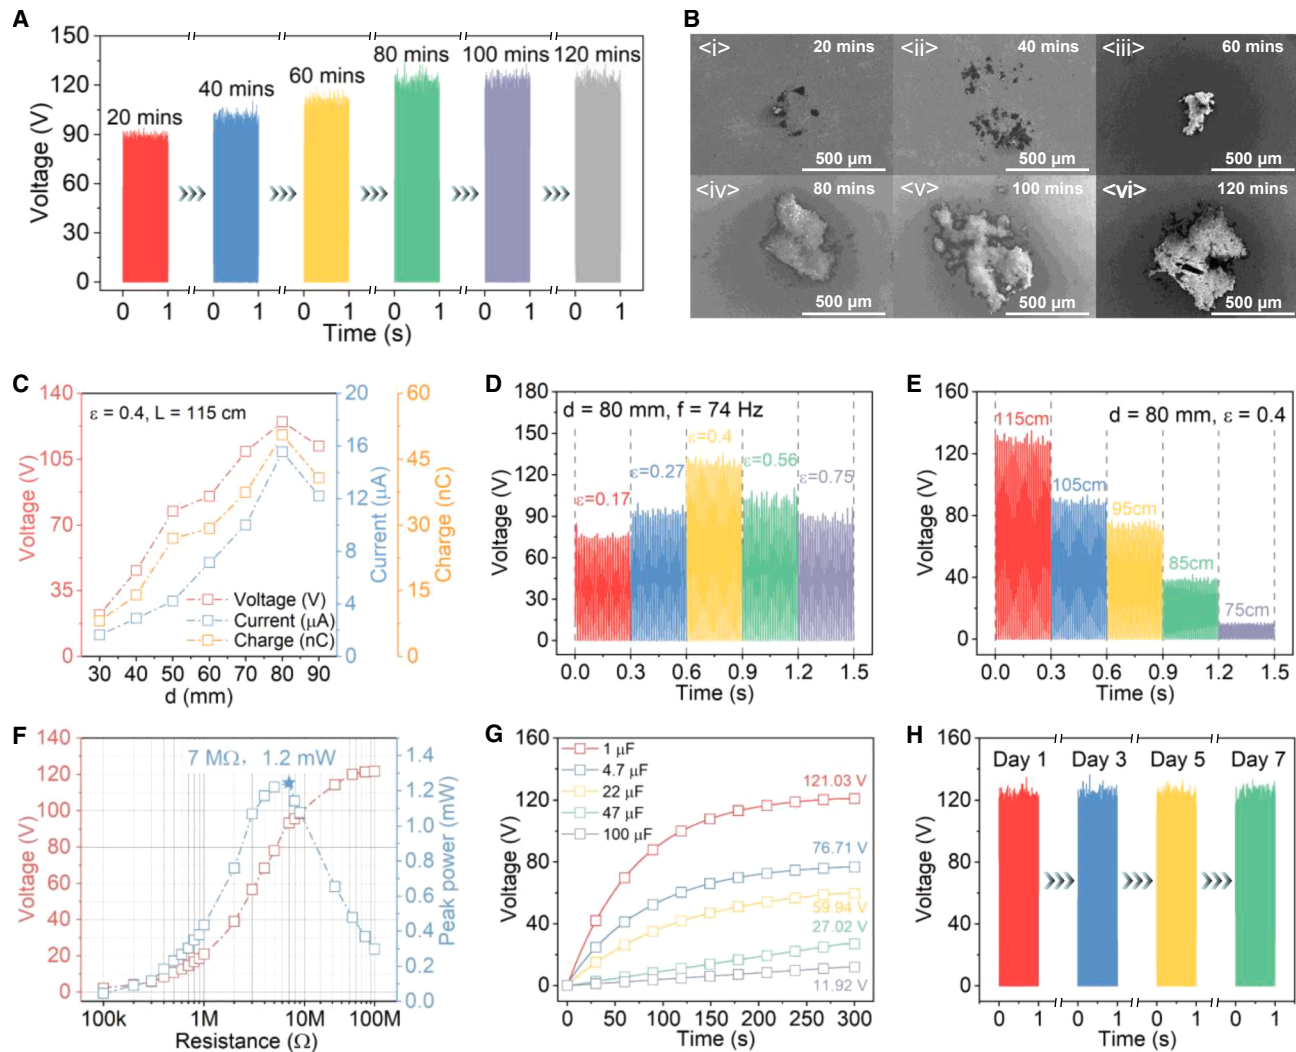 A
150
120
90
60
30
0
Voltage (V)
20 mins
40 mins
60 mins
80 mins
100 mins
120 mins
0 1 0 1 0 1 0 1 0 1 0 1
Time (s)
B
<i> 20 mins
500 µm
<ii> 40 mins
500 µm
<iii> 60 mins
500 µm
<iv> 80 mins
500 µm
<v> 100 mins
500 µm
<vi> 120 mins
500 µm
C
140
105
70
35
0
Voltage (V)
ε = 0.4, L = 115 cm
Voltage (V)
Current (µA)
Charge (nC)
20
16
12
8
4
0
Current (µA)
60
45
30
15
0
Charge (nC)
30 40 50 60 70 80 90
d (mm)
D
180
150
120
90
60
30
0
Voltage (V)
d = 80 mm, f = 74 Hz
ε=0.17
ε=0.27
ε=0.4
ε=0.56
ε=0.75
0.0 0.3 0.6 0.9 1.2 1.5
Time (s)
E
160
120
80
40
0
Voltage (V)
d = 80 mm, ε = 0.4
115cm
105cm
95cm
85cm
75cm
0.0 0.3 0.6 0.9 1.2 1.5
Time (s)
F
140
120
100
80
60
40
20
0
Voltage (V)
7 MΩ, 1.2 mW
1.4
1.2
1.0
0.8
0.6
0.4
0.2
0.0
Peak power (mW)
100k 1M 10M 100M
Resistance (Ω)
G
160
120
80
40
0
Voltage (V)
1 µF
4.7 µF
22 µF
47 µF
100 µF
121.03 V
76.71 V
59.94 V
27.02 V
11.92 V
0 50 100 150 200 250 300
Time (s)
H
160
120
80
40
0
Voltage (V)
Day 1
Day 3
Day 5
Day 7
0 1 0 1 0 1 0 1
Time (s)